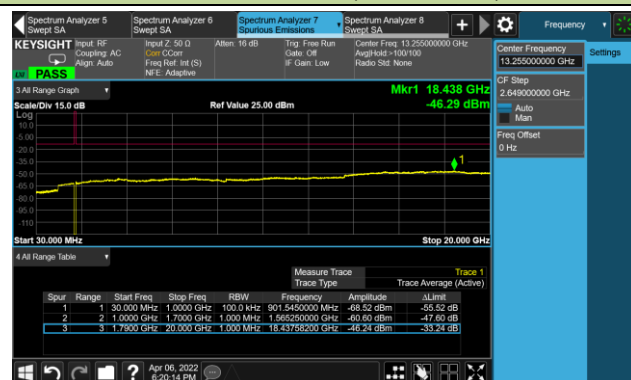 Spectrum Analyzer 5
Swept SA
Spectrum Analyzer 6
Swept SA
Spectrum Analyzer 7
Spurious Emissions
Spectrum Analyzer 8
Swept SA
Frequency
KEYSIGHT
Input: RF
Coupling: AC
Align: Auto
Input Z: 50 Ω
Corr CCorr
Freq Ref: Int (S)
NFE: Adaptive
Atten: 16 dB
Trig: Free Run
Gate: Off
IF Gain: Low
Center Freq: 13.255000000 GHz
Avg|Hold:>100/100
Radio Std: None
PASS
3 All Range Graph
Mkr1 18.438 GHz
Scale/Div 15.0 dB
Ref Value 25.00 dBm
-46.29 dBm
Log
10.0
-5.00
-20.0
-35.0
-50.0
-65.0
-80.0
-95.0
-110
1
Start 30.000 MHz
Stop 20.000 GHz
4 All Range Table
Measure Trace Trace 1
Trace Type Trace Average (Active)
Spur Range Start Freq Stop Freq RBW Frequency Amplitude ΔLimit
1 1 30.000 MHz 1.0000 GHz 100.0 kHz 901.5450000 MHz -68.52 dBm -55.52 dB
2 2 1.0000 GHz 1.7000 GHz 1.000 MHz 1.565250000 GHz -60.60 dBm -47.60 dB
3 3 1.7900 GHz 20.000 GHz 1.000 MHz 18.43758200 GHz -46.24 dBm -33.24 dB
Apr 06, 2022
6:20:14 PM
Center Frequency
13.255000000 GHz
Settings
CF Step
2.649000000 GHz
Auto
Man
Freq Offset
0 Hz